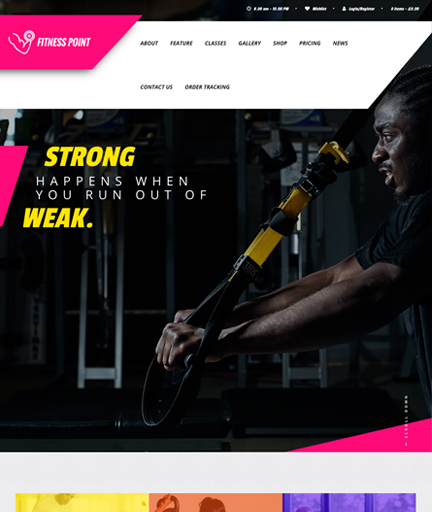 6.00 am - 10.00 PM • Wishlist • Login/Register • 0 items - £0.00
FITNESS POINT
ABOUT FEATURE CLASSES GALLERY SHOP PRICING NEWS
CONTACT US ORDER TRACKING
STRONG
HAPPENS WHEN
YOU RUN OUT OF
WEAK.
SCROLL DOWN